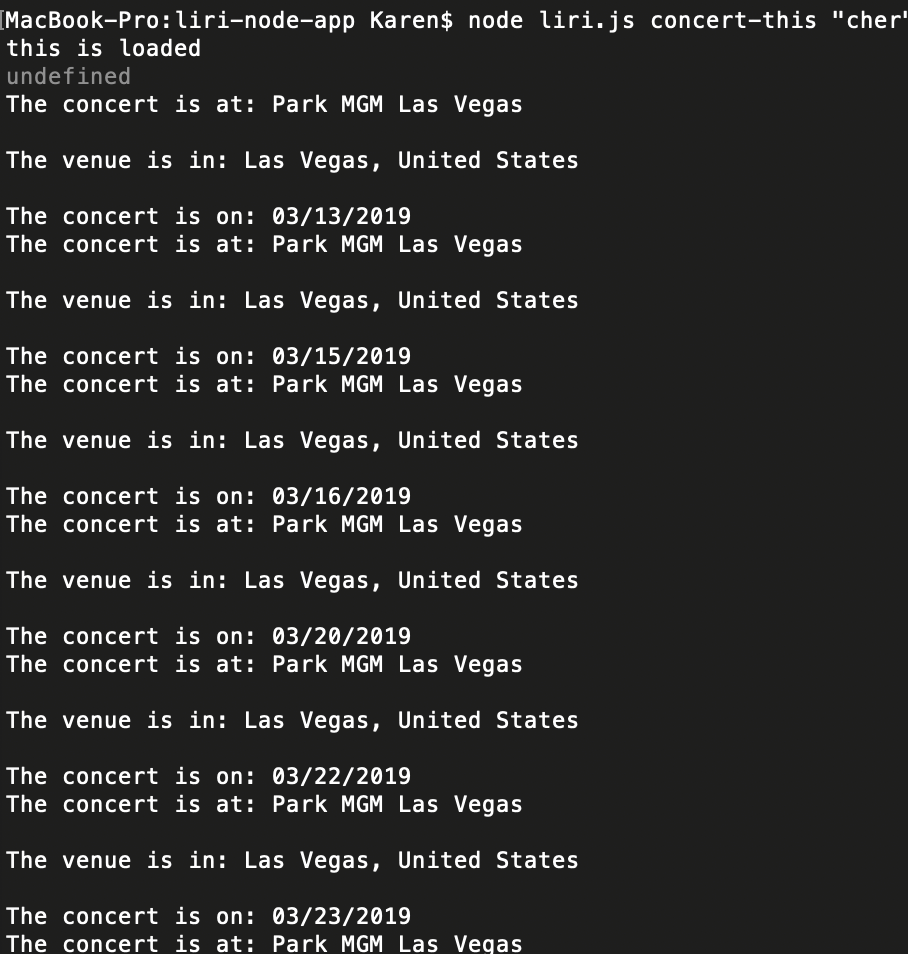 MacBook-Pro:liri-node-app Karen$ node liri.js concert-this "cher"
this is loaded
undefined
The concert is at: Park MGM Las Vegas
The venue is in: Las Vegas, United States
The concert is on: 03/13/2019
The concert is at: Park MGM Las Vegas
The venue is in: Las Vegas, United States
The concert is on: 03/15/2019
The concert is at: Park MGM Las Vegas
The venue is in: Las Vegas, United States
The concert is on: 03/16/2019
The concert is at: Park MGM Las Vegas
The venue is in: Las Vegas, United States
The concert is on: 03/20/2019
The concert is at: Park MGM Las Vegas
The venue is in: Las Vegas, United States
The concert is on: 03/22/2019
The concert is at: Park MGM Las Vegas
The venue is in: Las Vegas, United States
The concert is on: 03/23/2019
The concert is at: Park MGM Las Vegas